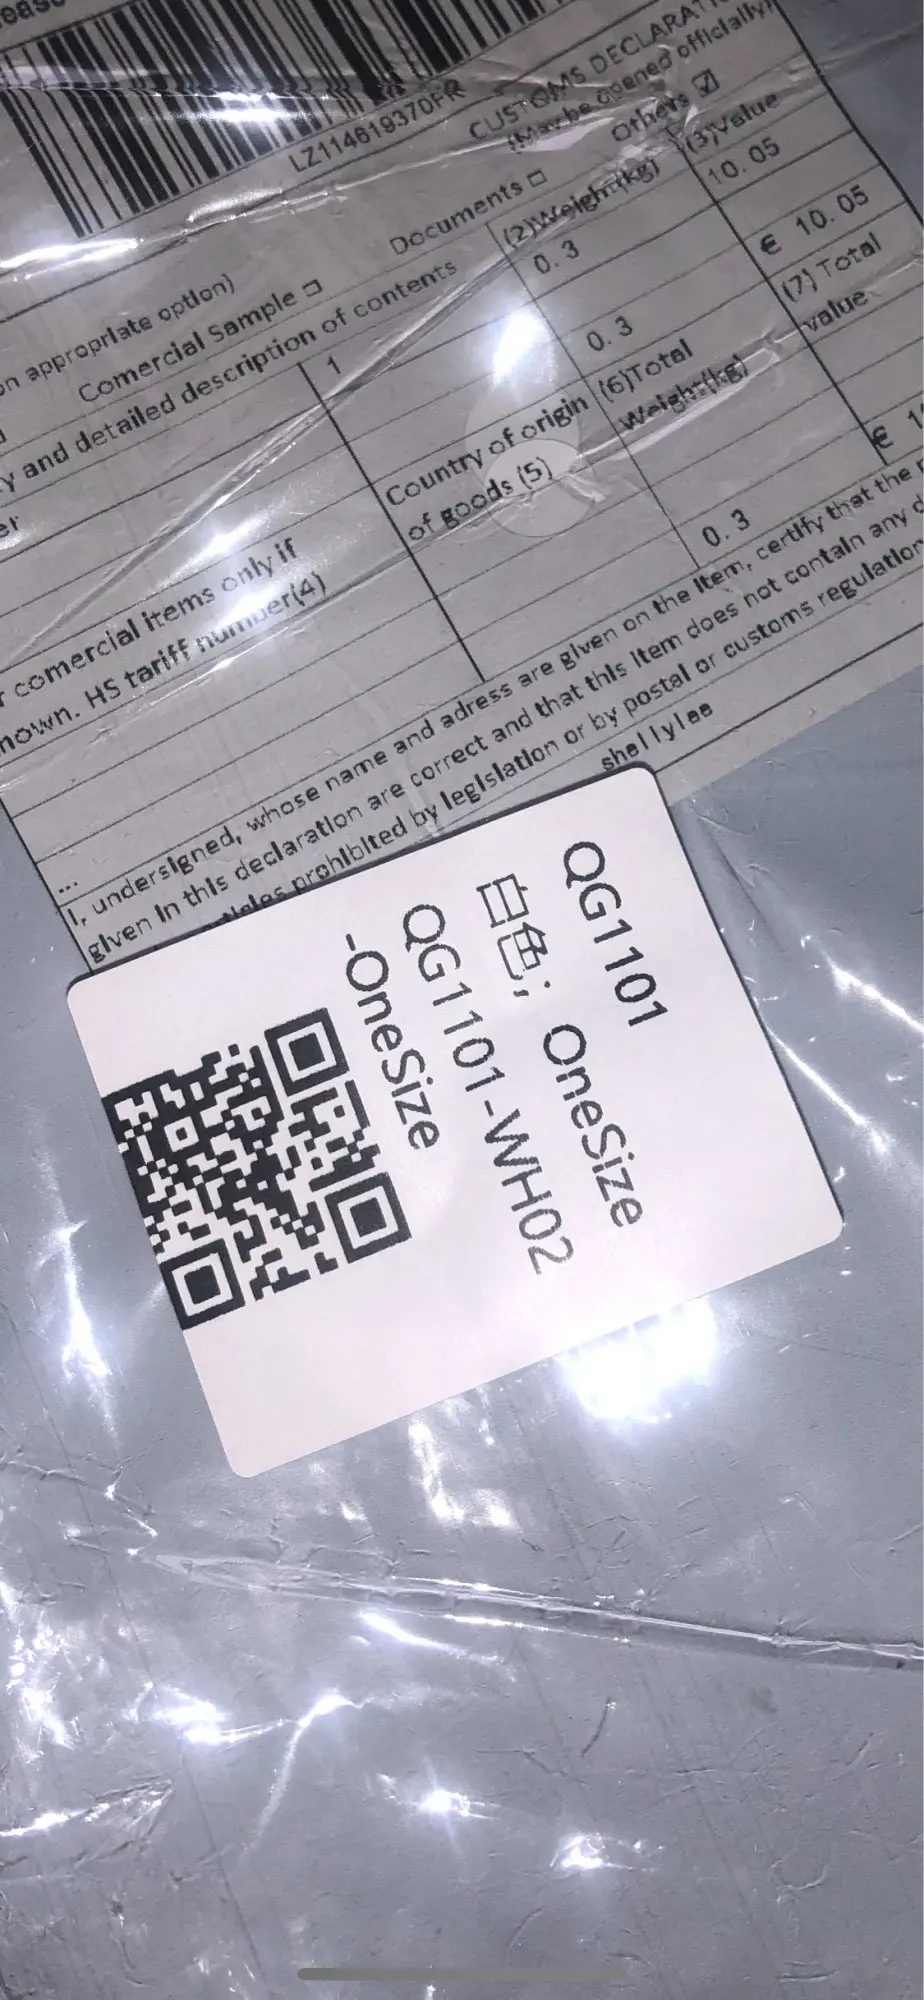 LZ114619370FR
CUSTOMS DECLARAT
(Maybe opened officially)
on appropriate option)
Comercial Sample ☐
Documents ☐
Others ☑
y and detailed description of contents
(2)Weight(kg)
(3)Value
1
0.3
10.05
0.3
€ 10.05
r comercial items only if
nown. HS tariff number(4)
Country of origin
of goods (5)
(6)Total
Weight(kg)
(7) Total
value
0.3
€ 1
...
I, undersigned, whose name and adress are given on the item, certify that the
given in this declaration are correct and that this item does not contain any
prohibited by legislation or by postal or customs regulation
shellylee
QG1101
白色; OneSize
QG1101-WH02
-OneSize